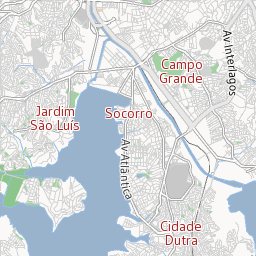 Campo
Grande
Av Interlagos
Jardim
São Luís
Socorro
Av Atlântica
Cidade
Dutra